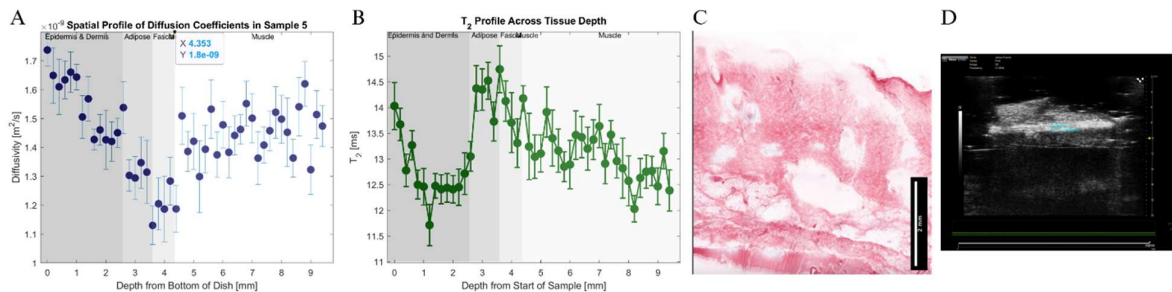 A
×10⁻⁹ Spatial Profile of Diffusion Coefficients in Sample 5
Epidermis & Dermis Adipose Fascia Muscle
X 4.353
Y 1.8e-09
1.7
1.6
1.5
1.4
1.3
1.2
1.1
1
Diffusivity [m²/s]
0 1 2 3 4 5 6 7 8 9
Depth from Bottom of Dish [mm]
B
T₂ Profile Across Tissue Depth
Epidermis and Dermis Adipose Fascia Muscle Muscle
15
14.5
14
13.5
13
12.5
12
11.5
11
T₂ [ms]
0 1 2 3 4 5 6 7 8 9
Depth from Start of Sample [mm]
C
2 mm
D